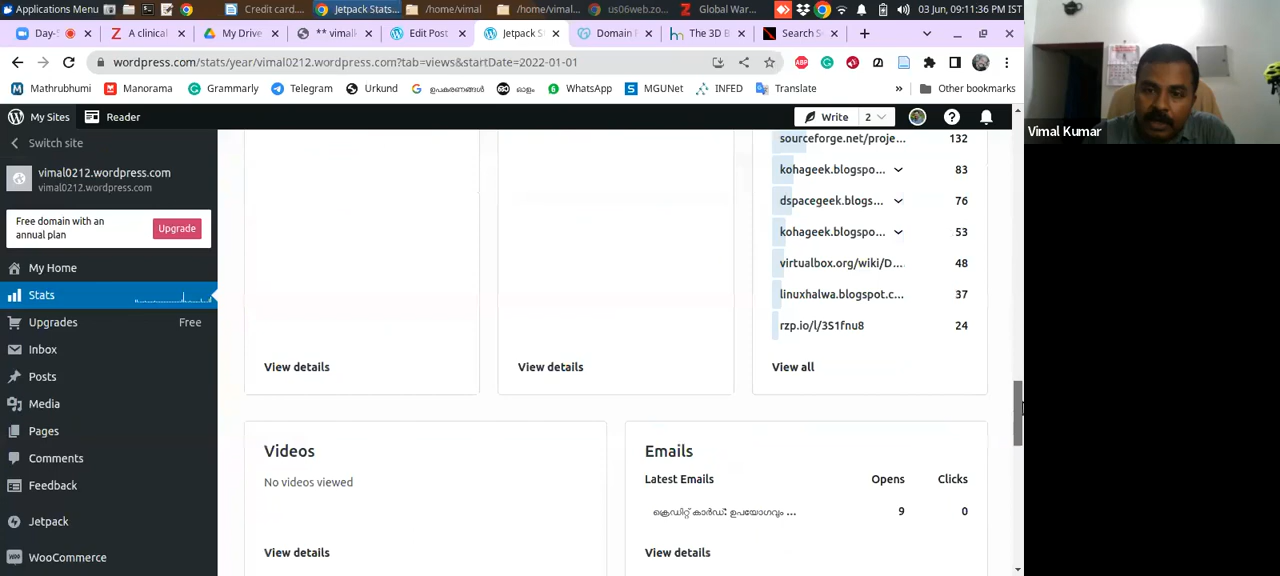 Applications Menu
Credit card....
Jetpack Stats...
/home/vimal
/home/vimal...
us06web.zo...
Global War...
03 Jun, 09:11:36 PM IST
Day-
A clinical
My Drive
** vimalk
Edit Post
Jetpack S
Domain
The 3D B
Search S
wordpress.com/stats/year/vimal0212.wordpress.com?tab=views&startDate=2022-01-01
Mathrubhumi
Manorama
Grammarly
Telegram
Urkund
ഉപകരണങ്ങൾ
ഓളം
WhatsApp
MGUNet
INFED
Translate
»
Other bookmarks
My Sites
Reader
Write
2
Switch site
vimal0212.wordpress.com
vimal0212.wordpress.com
Free domain with an
annual plan
Upgrade
My Home
Stats
Upgrades
Free
Inbox
Posts
Media
Pages
Comments
Feedback
Jetpack
WooCommerce
sourceforge.net/proje... 132
kohageek.blogspo... 83
dspacegeek.blogs... 76
kohageek.blogspo... 53
virtualbox.org/wiki/D... 48
linuxhalwa.blogspot.c... 37
rzp.io/l/3S1fnu8 24
View details
View details
View all
Videos
No videos viewed
View details
Emails
Latest Emails Opens Clicks
ക്രെഡിറ്റ് കാർഡ്: ഉപയോഗവും ... 9 0
View details
Vimal Kumar